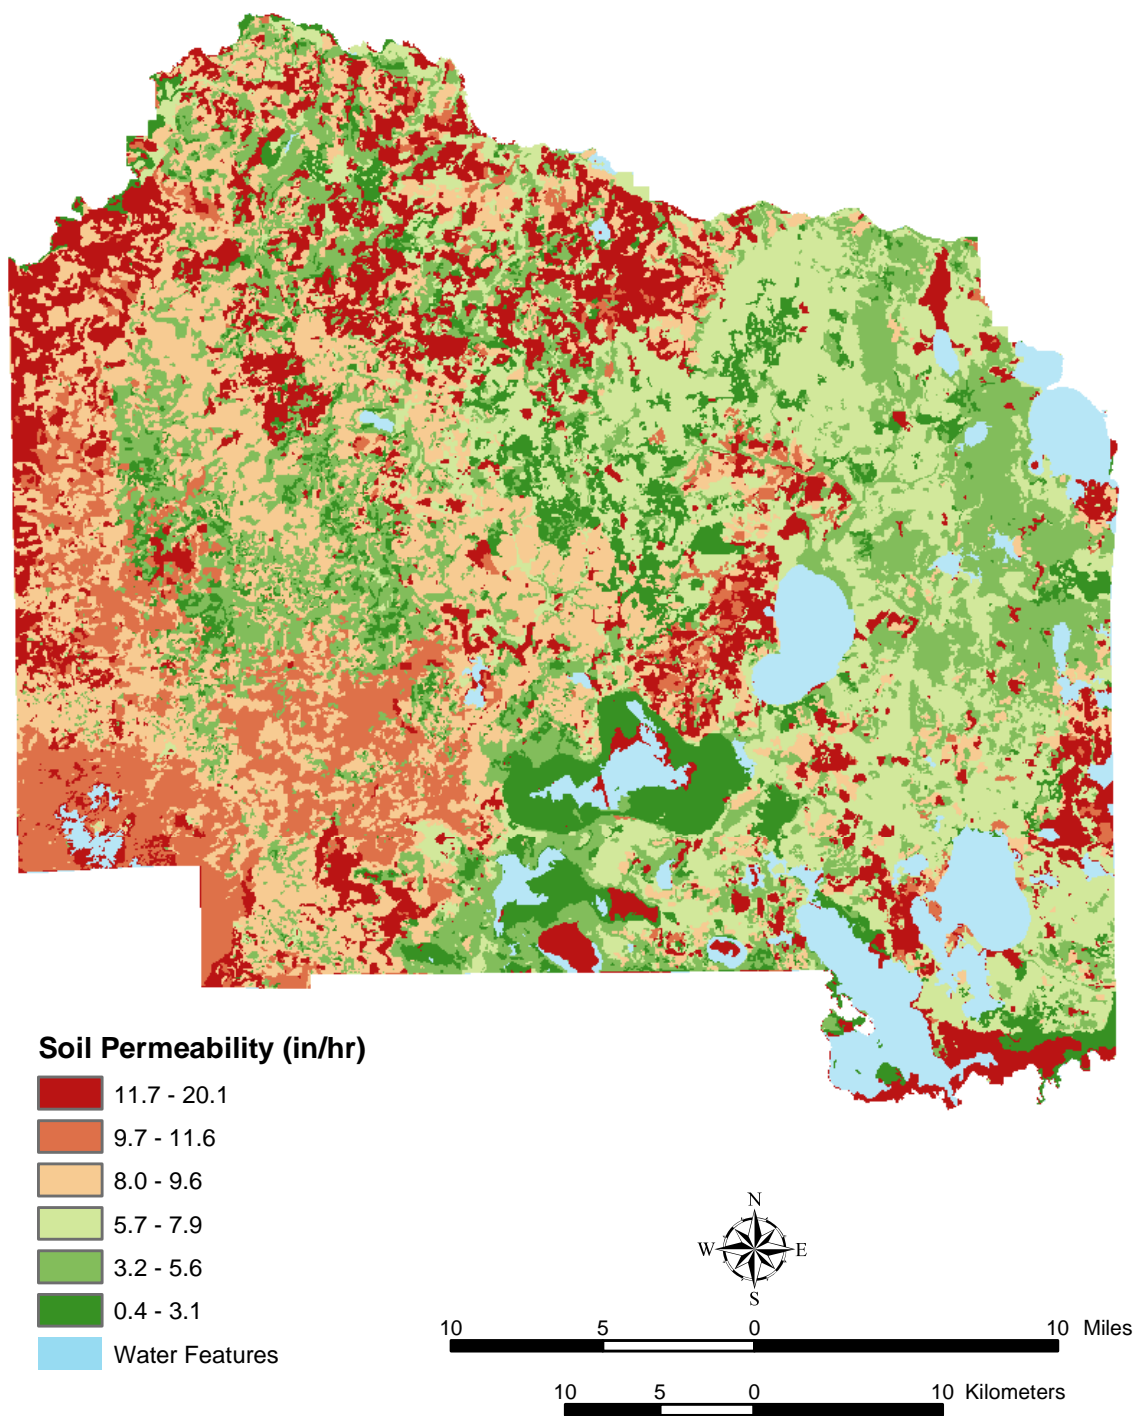 Soil Permeability (in/hr)
11.7 - 20.1
9.7 - 11.6
8.0 - 9.6
5.7 - 7.9
3.2 - 5.6
0.4 - 3.1
Water Features
N
W E
S
10 5 0 10 Miles
10 5 0 10 Kilometers